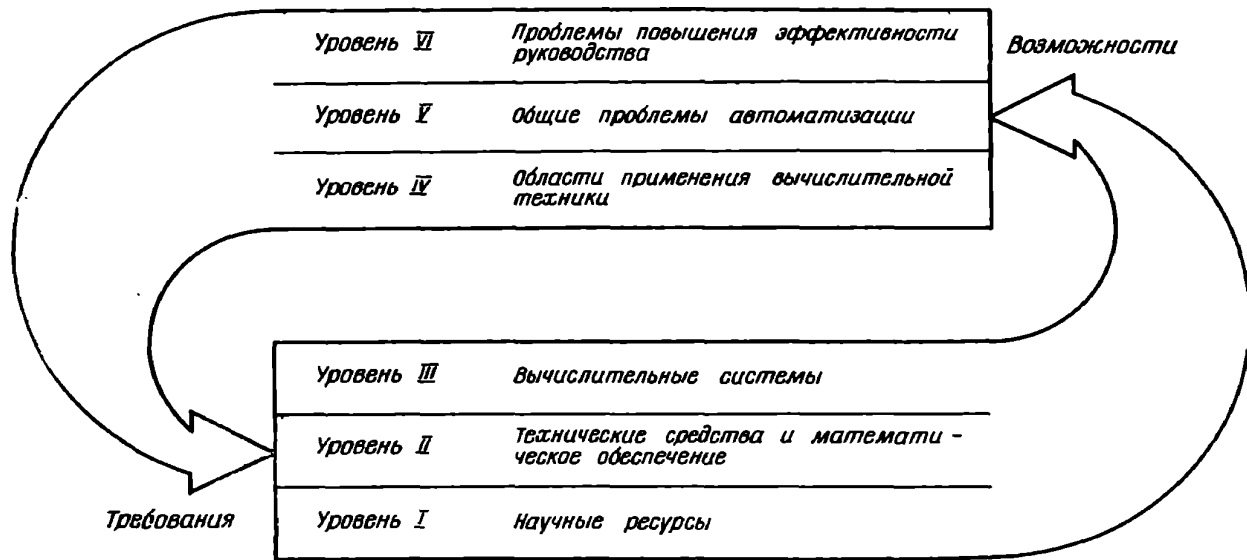 Уровень VI Проблемы повышения эффективности
руководства
Возможности
Уровень V Общие проблемы автоматизации
Уровень IV Области применения вычислительной
техники
Уровень III Вычислительные системы
Уровень II Технические средства и математи-
ческое обеспечение
Требования
Уровень I Научные ресурсы